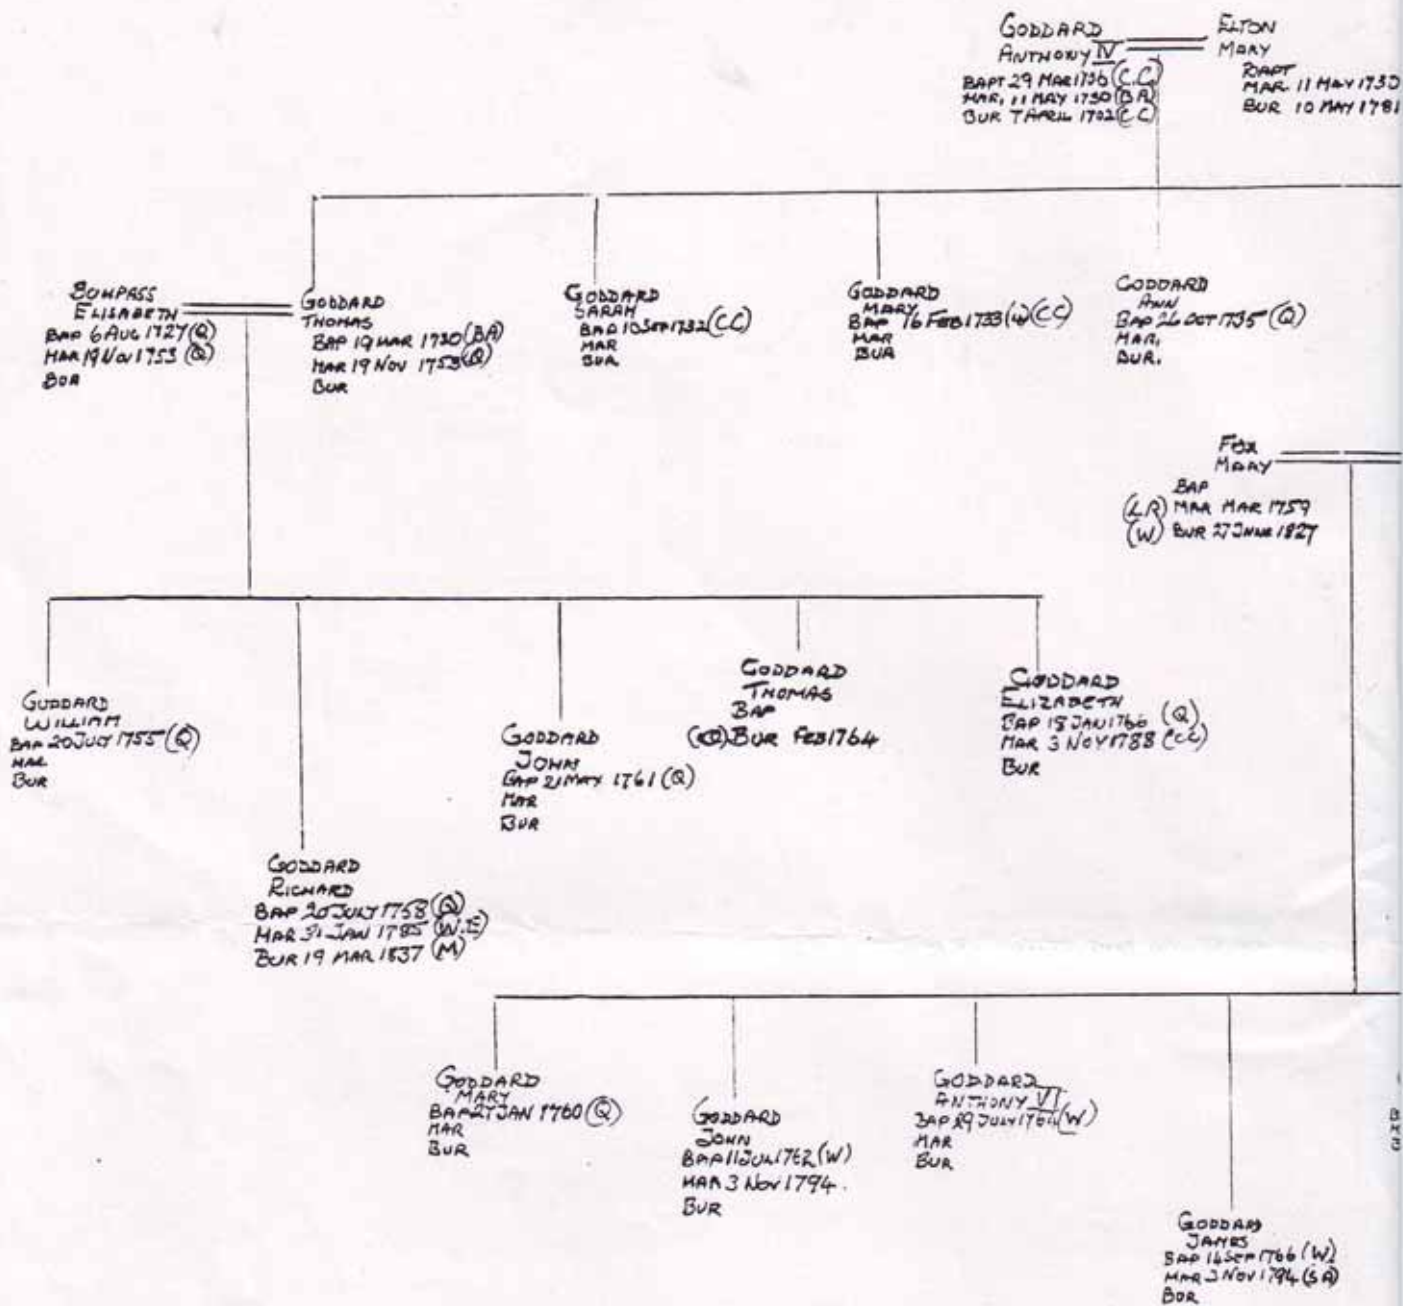 GODDARD
ANTHONY IV
BAPT 29 MAR 1736 (C.C)
MAR. 11 MAY 1730 (BA)
BUR 7 APRIL 1702 (CC)
ELTON
MARY
BAPT
MAR. 11 MAY 1730
BUR 10 MAY 1781
BUMPASS
ELISABETH
BAP 6 AUG 1727 (Q)
MAR 19 NOV 1753 (Q)
BUR
GODDARD
THOMAS
BAP 19 MAR 1730 (BA)
MAR 19 NOV 1753 (Q)
BUR
GODDARD
SARAH
BAP 10 SEP 1732 (CC)
MAR
BUR
GODDARD
MARY
BAP 16 FEB 1733 (W) (CC)
MAR
BUR
GODDARD
ANN
BAP 26 OCT 1735 (Q)
MAR.
BUR.
FOX
MARY
BAP
(LR) MAR MAR 1759
(W) BUR 27 JUNE 1827
GODDARD
WILLIAM
BAP 20 JULY 1755 (Q)
MAR
BUR
GODDARD
RICHARD
BAP 20 JULY 1758 (Q)
MAR 31 JAN 1785 (W.E)
BUR 19 MAR 1837 (M)
GODDARD
JOHN
BAP 21 MAY 1761 (Q)
MAR
BUR
GODDARD
THOMAS
BAP
BUR FEB 1764
GODDARD
ELIZABETH
BAP 18 JAN 1766 (Q)
MAR 3 NOV 1788 (CC)
BUR
GODDARD
MARY
BAP 27 JAN 1760 (Q)
MAR
BUR
GODDARD
JOHN
BAP 11 JUL 1762 (W)
MAR 3 NOV 1794.
BUR
GODDARD
ANTHONY VI
BAP 29 JULY 1764 (W)
MAR
BUR
GODDARD
JAMES
BAP 14 SEP 1766 (W)
MAR 3 NOV 1794 (SA)
BUR